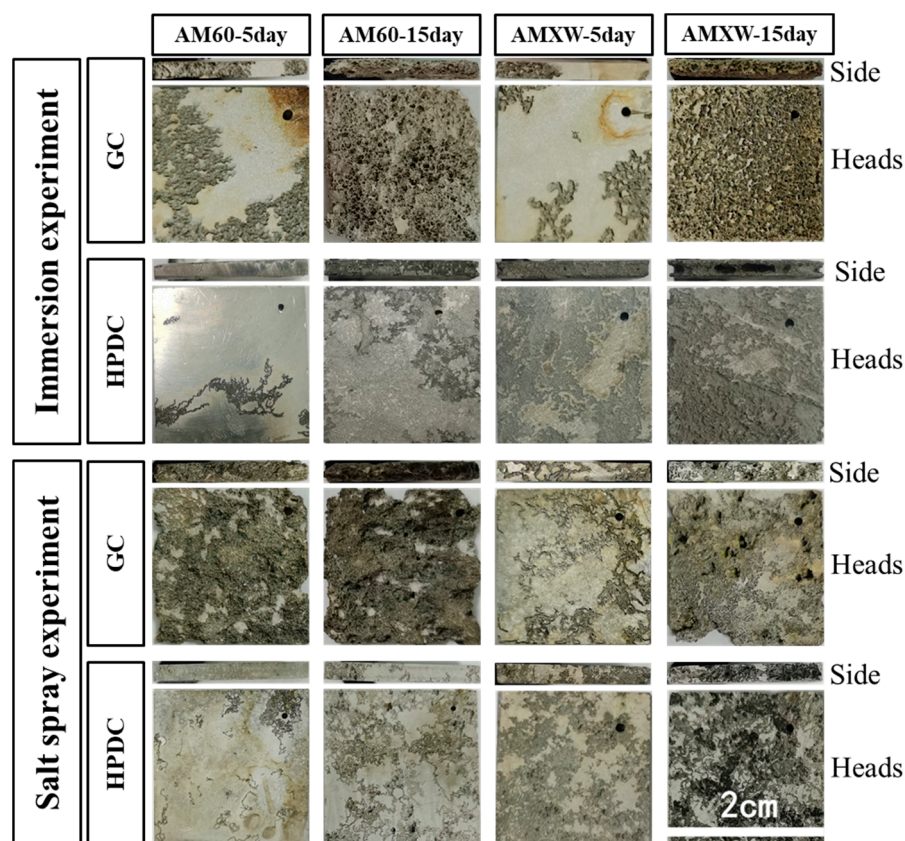 AM60-5day
AM60-15day
AMXW-5day
AMXW-15day
Immersion experiment
GC
Side
Heads
HPDC
Side
Heads
Salt spray experiment
GC
Side
Heads
HPDC
Side
Heads
2cm